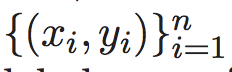 {(x_i, y_i)}_{i=1}^n